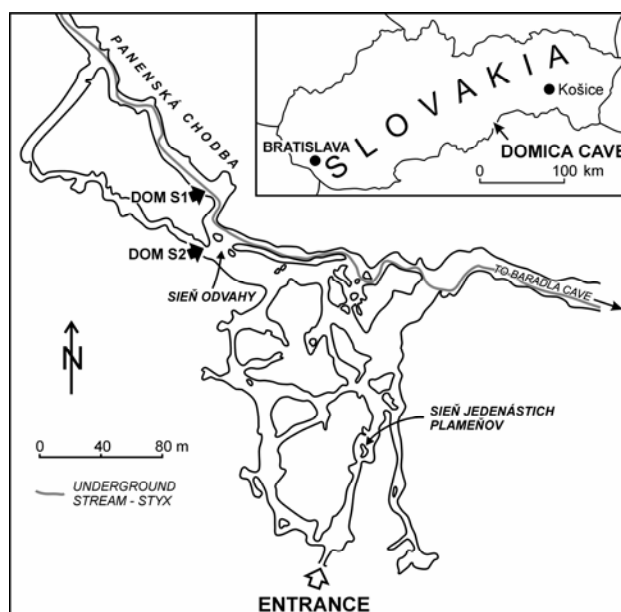 PANENSKÁ CHODBA
SLOVAKIA
Košice
BRATISLAVA
DOMICA CAVE
0 100 km
DOM S1
DOM S2
SIEŇ ODVAHY
TO BARADLA CAVE
N
SIEŇ JEDENÁSTICH
PLAMEŇOV
0 40 80 m
UNDERGROUND
STREAM - STYX
ENTRANCE